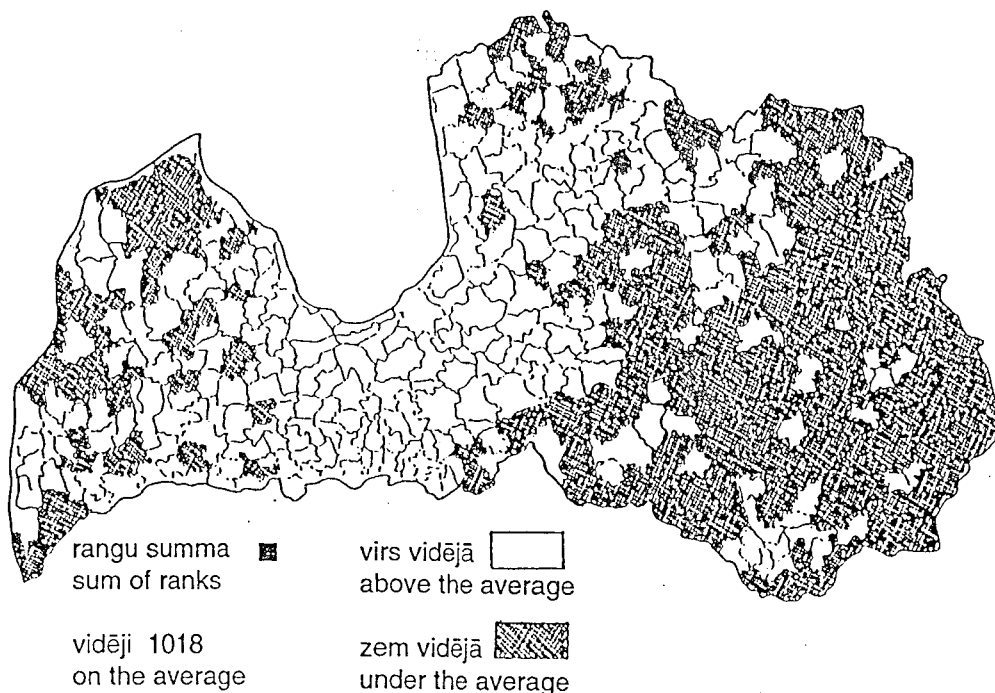 rangu summa
sum of ranks
vidēji 1018
on the average
virs vidējā
above the average
zem vidējā
under the average